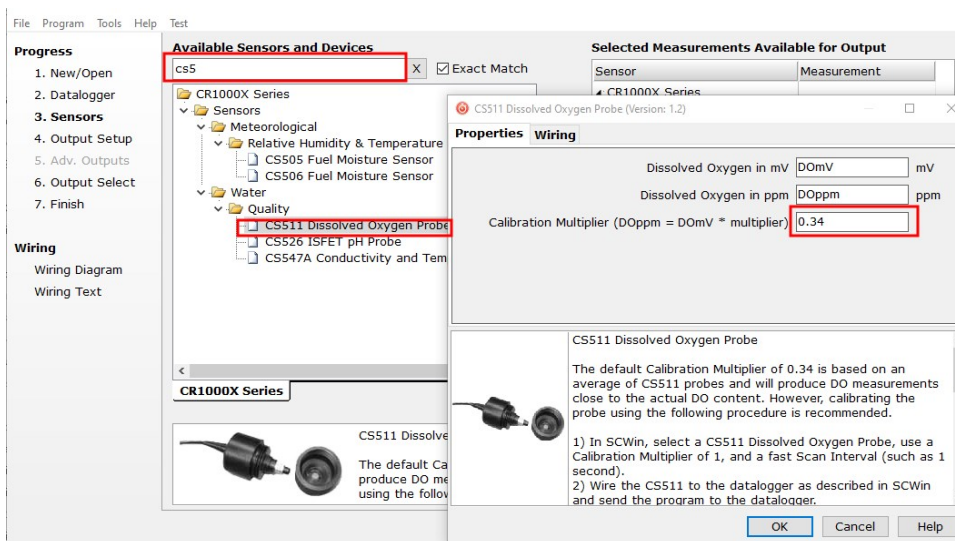 File Program Tools Help Test
Progress
1. New/Open
2. Datalogger
3. Sensors
4. Output Setup
5. Adv. Outputs
6. Output Select
7. Finish
Wiring
Wiring Diagram
Wiring Text
Available Sensors and Devices
cs5
X
Exact Match
CR1000X Series
Sensors
Meteorological
Relative Humidity & Temperature
CS505 Fuel Moisture Sensor
CS506 Fuel Moisture Sensor
Water
Quality
CS511 Dissolved Oxygen Probe
CS526 ISFET pH Probe
CS547A Conductivity and Tem
CR1000X Series
CS511 Dissolve
The default Ca
produce DO me
using the follow
Selected Measurements Available for Output
Sensor Measurement
CR1000X Series
CS511 Dissolved Oxygen Probe (Version: 1.2)
Properties Wiring
Dissolved Oxygen in mV DOmV mV
Dissolved Oxygen in ppm DOppm ppm
Calibration Multiplier (DOppm = DOmV * multiplier) 0.34
CS511 Dissolved Oxygen Probe
The default Calibration Multiplier of 0.34 is based on an
average of CS511 probes and will produce DO measurements
close to the actual DO content. However, calibrating the
probe using the following procedure is recommended.
1) In SCWin, select a CS511 Dissolved Oxygen Probe, use a
Calibration Multiplier of 1, and a fast Scan Interval (such as 1
second).
2) Wire the CS511 to the datalogger as described in SCWin
and send the program to the datalogger.
OK Cancel Help